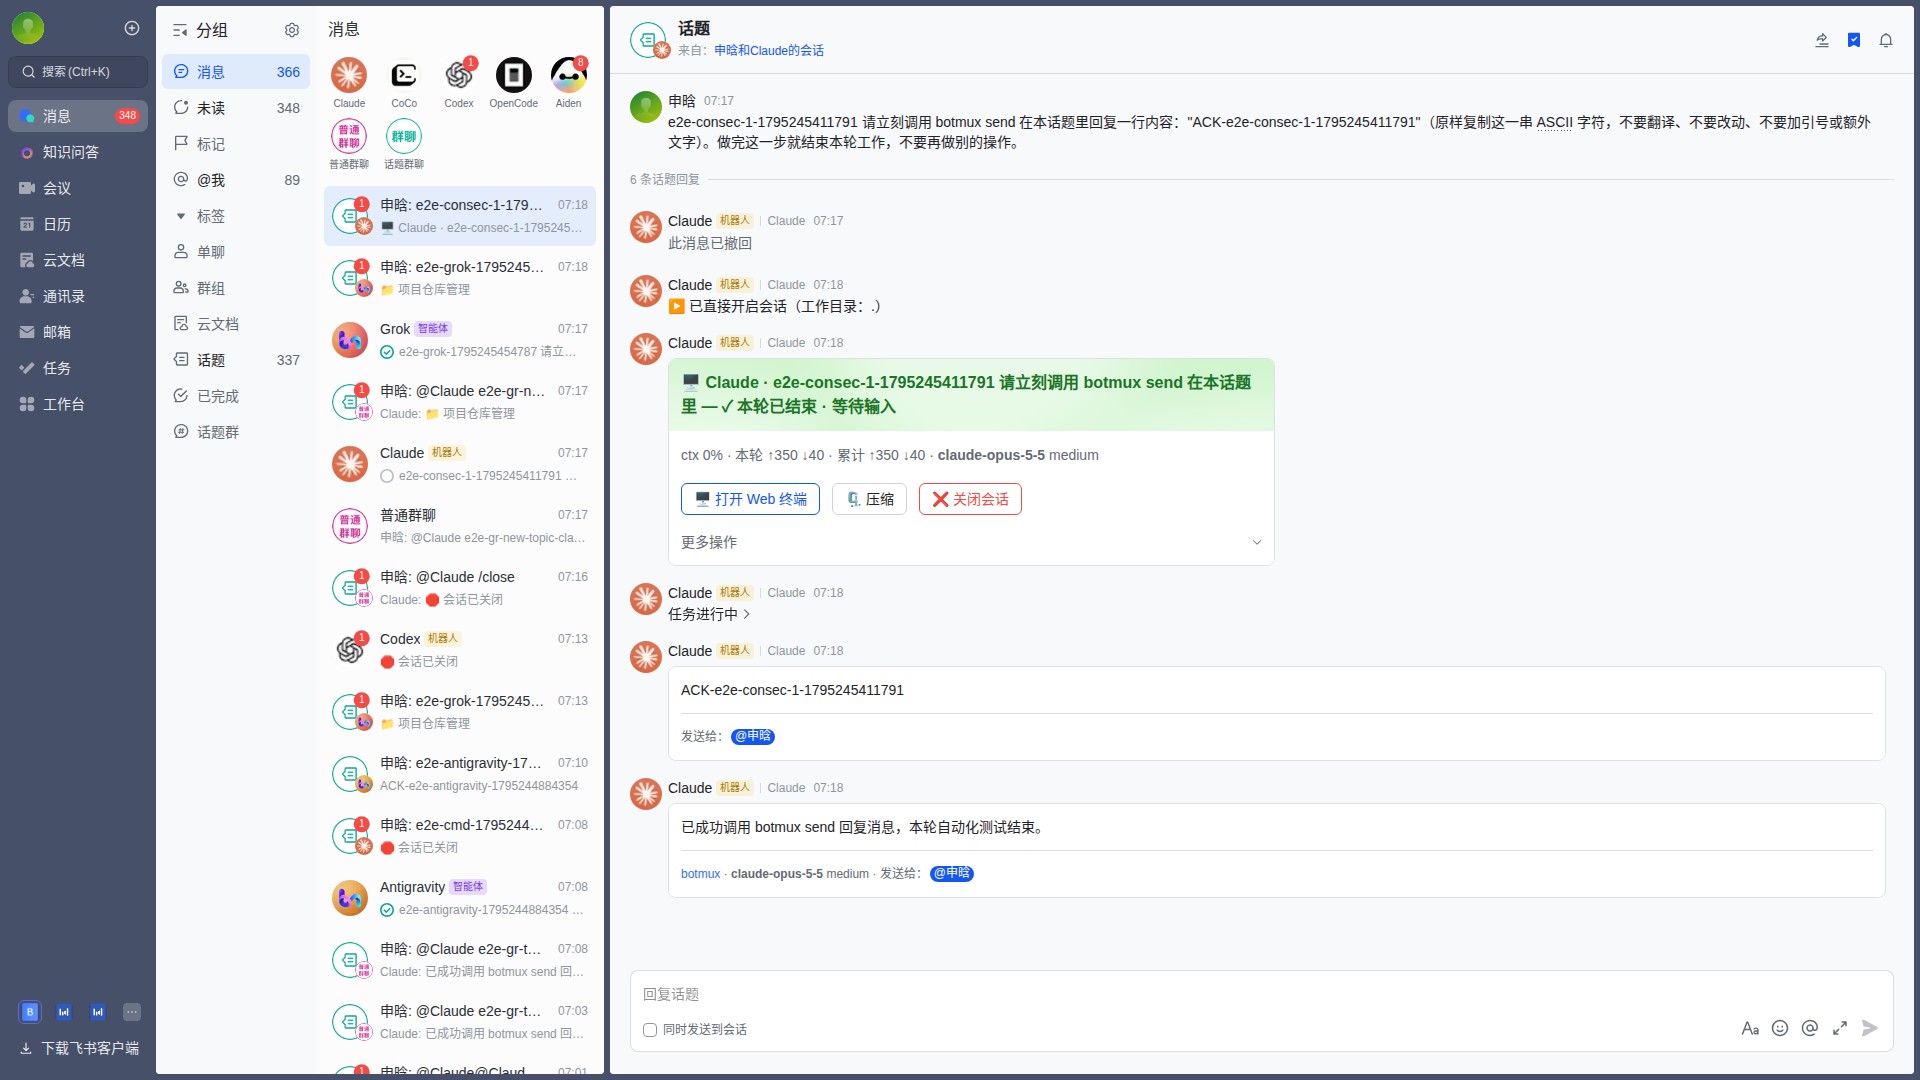 搜索 (Ctrl+K)
消息
348
知识问答
会议
日历
云文档
通讯录
邮箱
任务
工作台
下载飞书客户端
分组
消息
366
未读
348
标记
@我
89
标签
单聊
群组
云文档
话题
337
已完成
话题群
消息
Claude
CoCo
1
Codex
OpenCode
8
Aiden
普通群聊
普通群聊
群聊
话题群聊
1
申晗: e2e-consec-1-179…
07:18
Claude · e2e-consec-1-1795245…
1
申晗: e2e-grok-1795245…
07:18
项目仓库管理
Grok 智能体
07:17
e2e-grok-1795245454787 请立…
1
申晗: @Claude e2e-gr-n…
07:17
Claude: 项目仓库管理
Claude 机器人
07:17
e2e-consec-1-1795245411791 …
普通群聊
普通群聊
07:17
申晗: @Claude e2e-gr-new-topic-cla…
1
申晗: @Claude /close
07:16
Claude: 会话已关闭
1
Codex 机器人
07:13
会话已关闭
1
申晗: e2e-grok-1795245…
07:13
项目仓库管理
申晗: e2e-antigravity-17…
07:10
ACK-e2e-antigravity-1795244884354
1
申晗: e2e-cmd-1795244…
07:08
会话已关闭
Antigravity 智能体
07:08
e2e-antigravity-1795244884354 …
申晗: @Claude e2e-gr-t…
07:08
Claude: 已成功调用 botmux send 回…
申晗: @Claude e2e-gr-t…
07:03
Claude: 已成功调用 botmux send 回…
1
申晗: @Claude@Claud…
07:01
话题
来自：申晗和Claude的会话
申晗 07:17
e2e-consec-1-1795245411791 请立刻调用 botmux send 在本话题里回复一行内容："ACK-e2e-consec-1-1795245411791"（原样复制这一串 ASCII 字符，不要翻译、不要改动、不要加引号或额外
文字）。做完这一步就结束本轮工作，不要再做别的操作。
6 条话题回复
Claude 机器人 Claude 07:17
此消息已撤回
Claude 机器人 Claude 07:18
已直接开启会话（工作目录：.）
Claude 机器人 Claude 07:18
Claude · e2e-consec-1-1795245411791 请立刻调用 botmux send 在本话题
里 — ✓ 本轮已结束 · 等待输入
ctx 0% · 本轮 ↑350 ↓40 · 累计 ↑350 ↓40 · claude-opus-5-5 medium
打开 Web 终端
压缩
关闭会话
更多操作
Claude 机器人 Claude 07:18
任务进行中
Claude 机器人 Claude 07:18
ACK-e2e-consec-1-1795245411791
发送给：@申晗
Claude 机器人 Claude 07:18
已成功调用 botmux send 回复消息，本轮自动化测试结束。
botmux · claude-opus-5-5 medium · 发送给：@申晗
回复话题
同时发送到会话